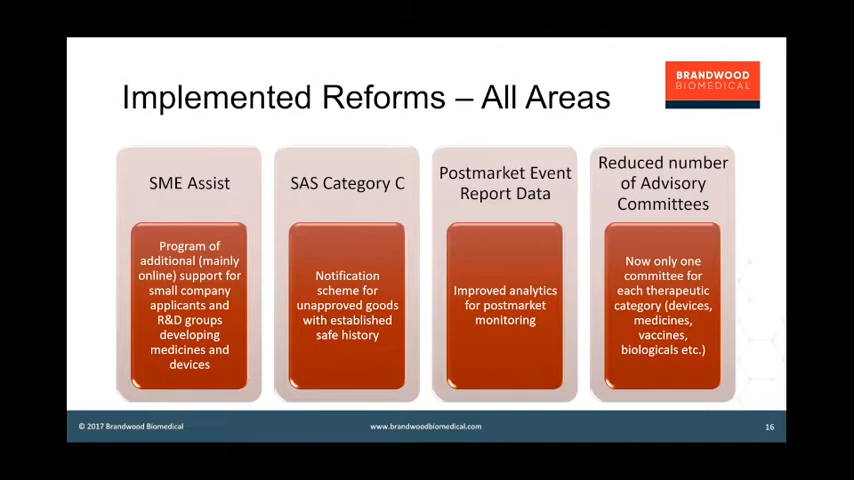 Implemented Reforms – All Areas
BRANDWOOD
BIOMEDICAL
SME Assist
Program of
additional (mainly
online) support for
small company
applicants and
R&D groups
developing
medicines and
devices
SAS Category C
Notification
scheme for
unapproved goods
with established
safe history
Postmarket Event
Report Data
Improved analytics
for postmarket
monitoring
Reduced number
of Advisory
Committees
Now only one
committee for
each therapeutic
category (devices,
medicines,
vaccines,
biologicals etc.)
© 2017 Brandwood Biomedical
www.brandwoodbiomedical.com
16